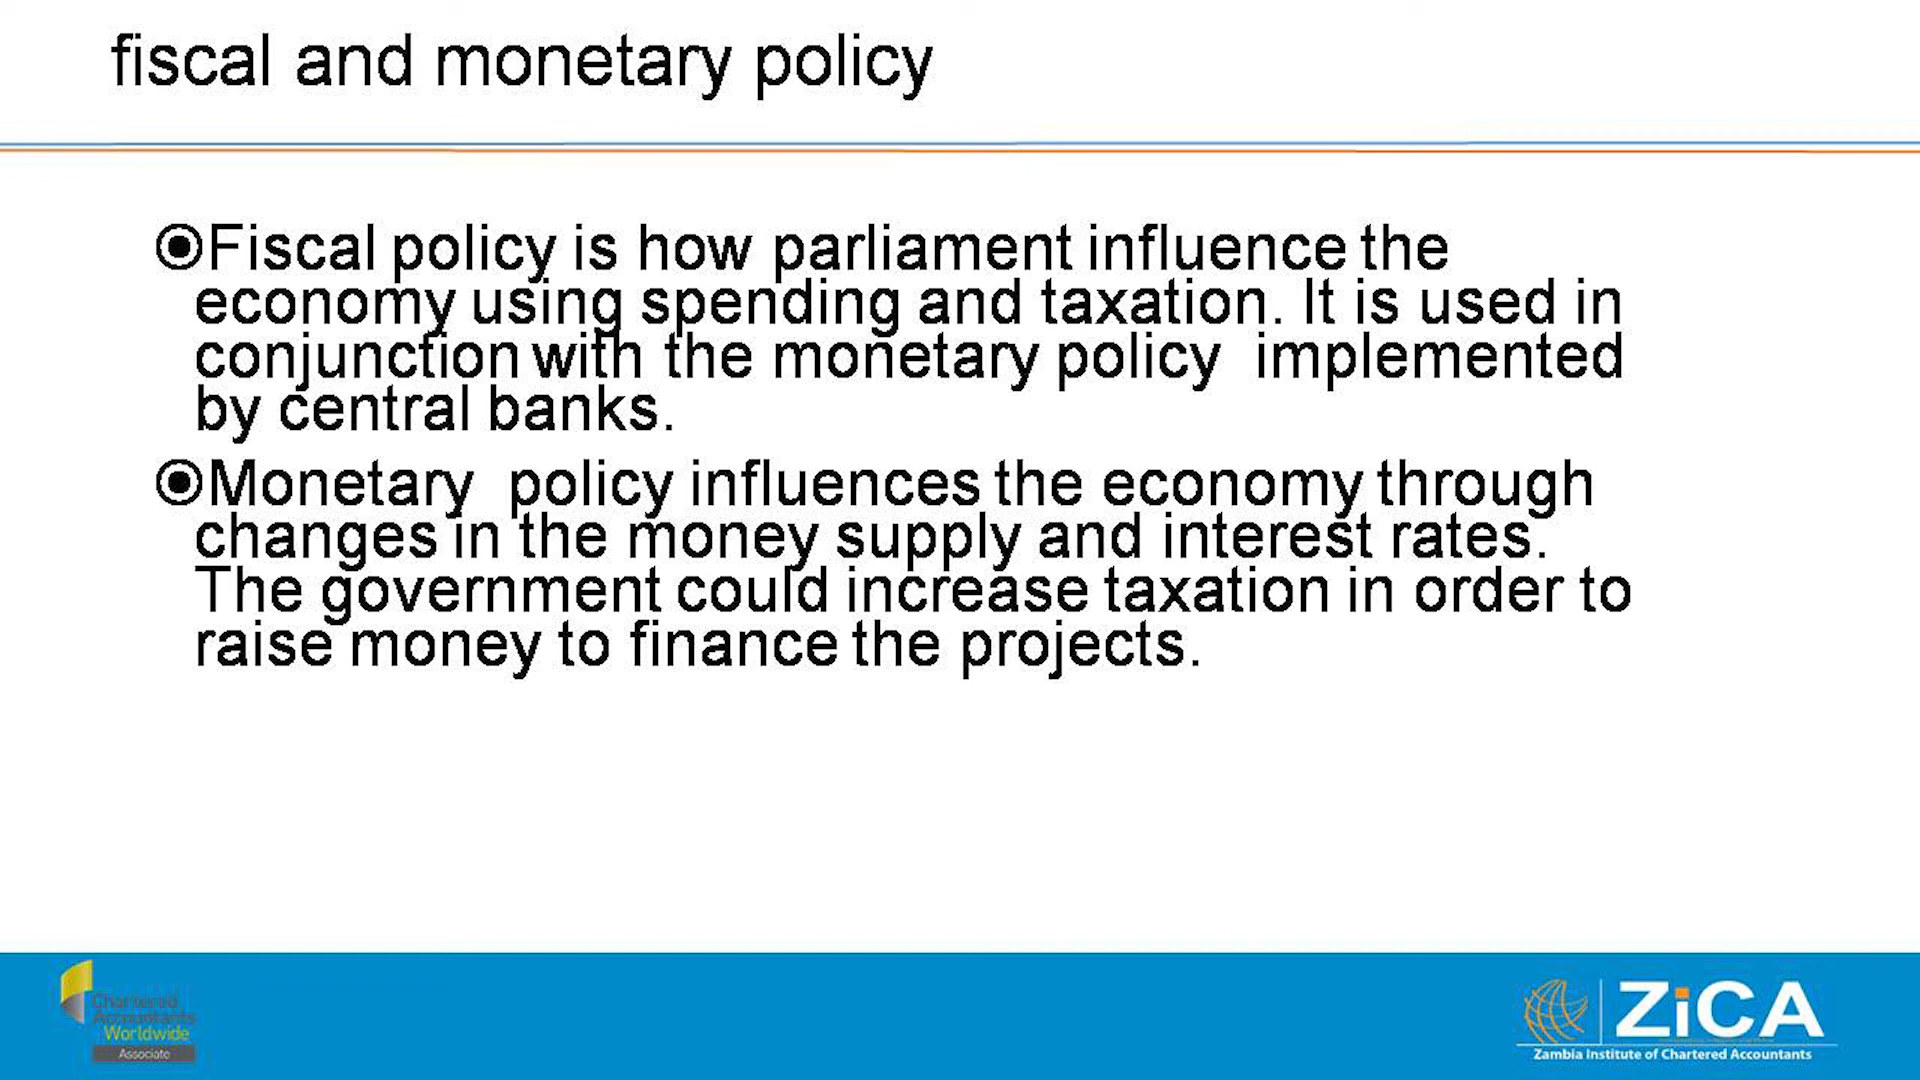 fiscal and monetary policy
Fiscal policy is how parliament influence the
economy using spending and taxation. It is used in
conjunction with the monetary policy implemented
by central banks.
Monetary policy influences the economy through
changes in the money supply and interest rates.
The government could increase taxation in order to
raise money to finance the projects.
Chartered
Accountants
Worldwide
Associate
ZiCA
Zambia Institute of Chartered Accountants